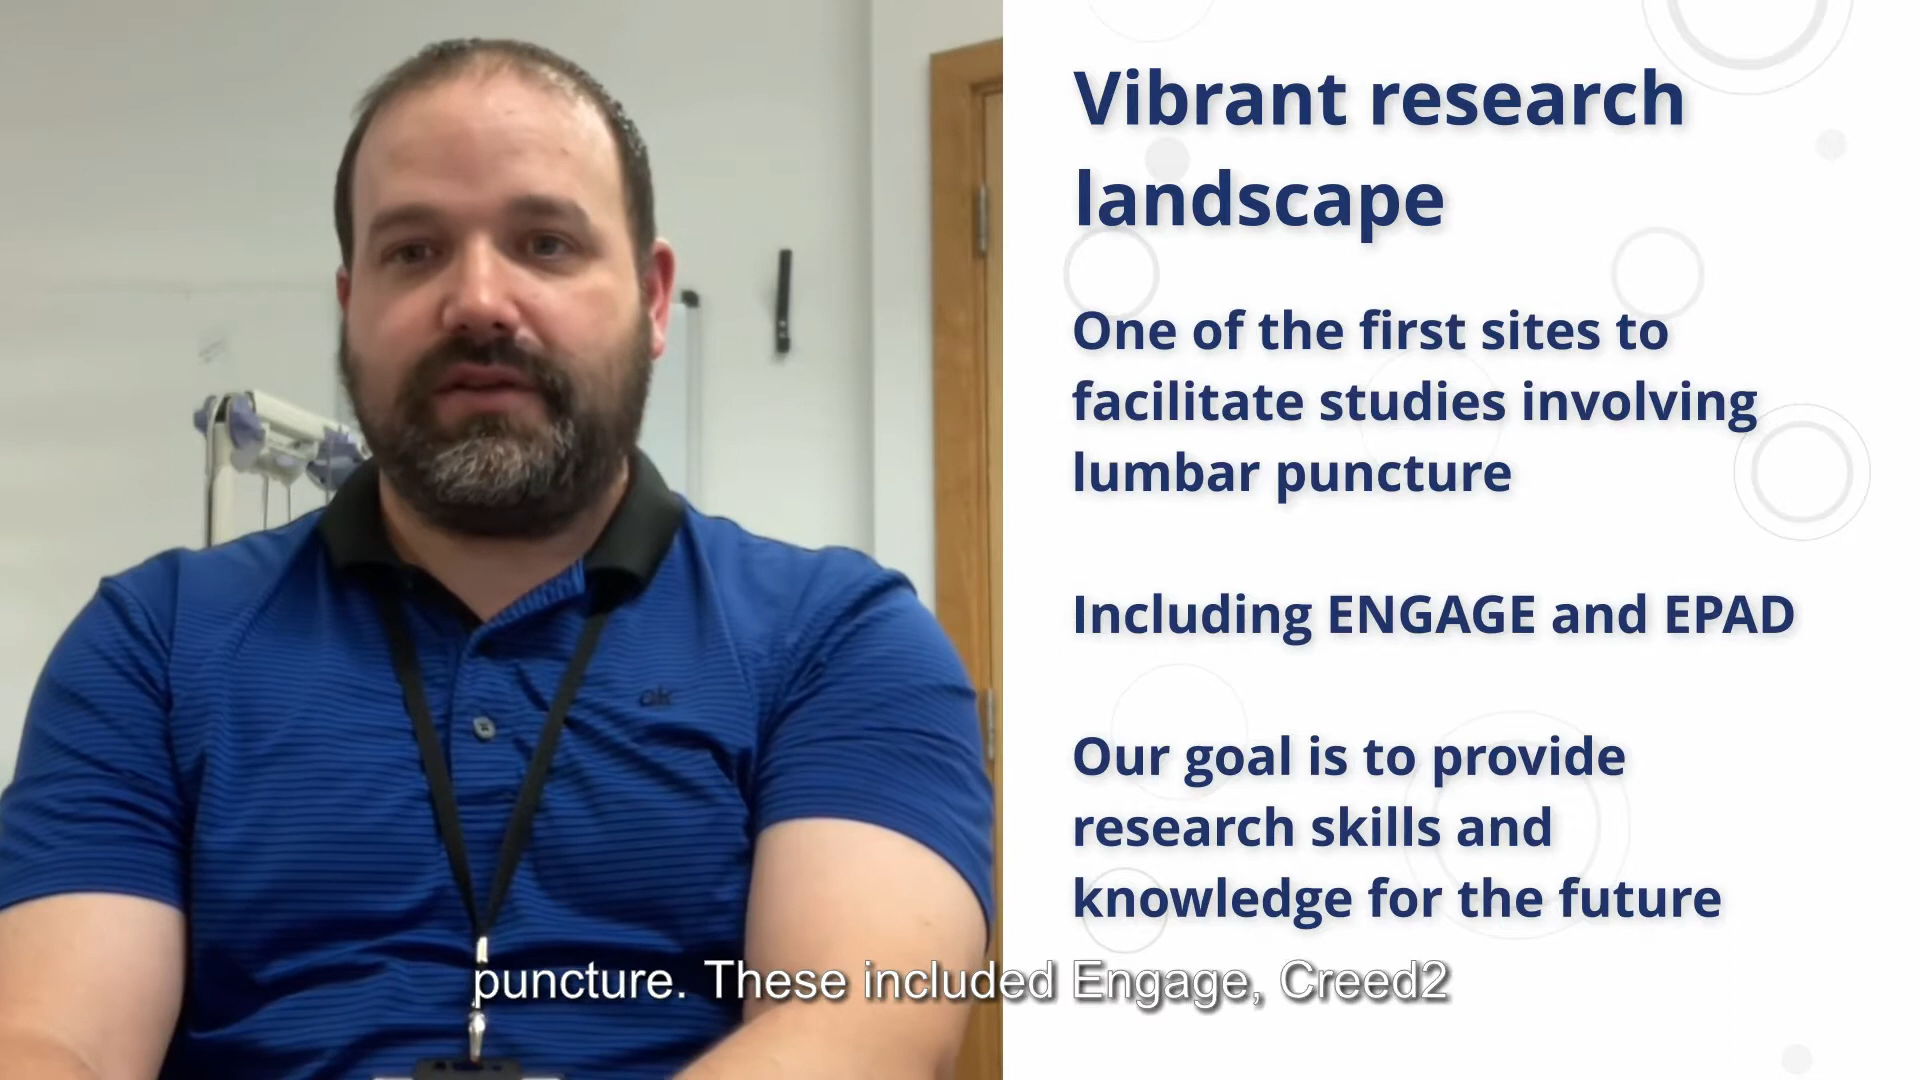 Vibrant research
landscape
One of the first sites to
facilitate studies involving
lumbar puncture
Including ENGAGE and EPAD
Our goal is to provide
research skills and
knowledge for the future
puncture. These included Engage, Creed2